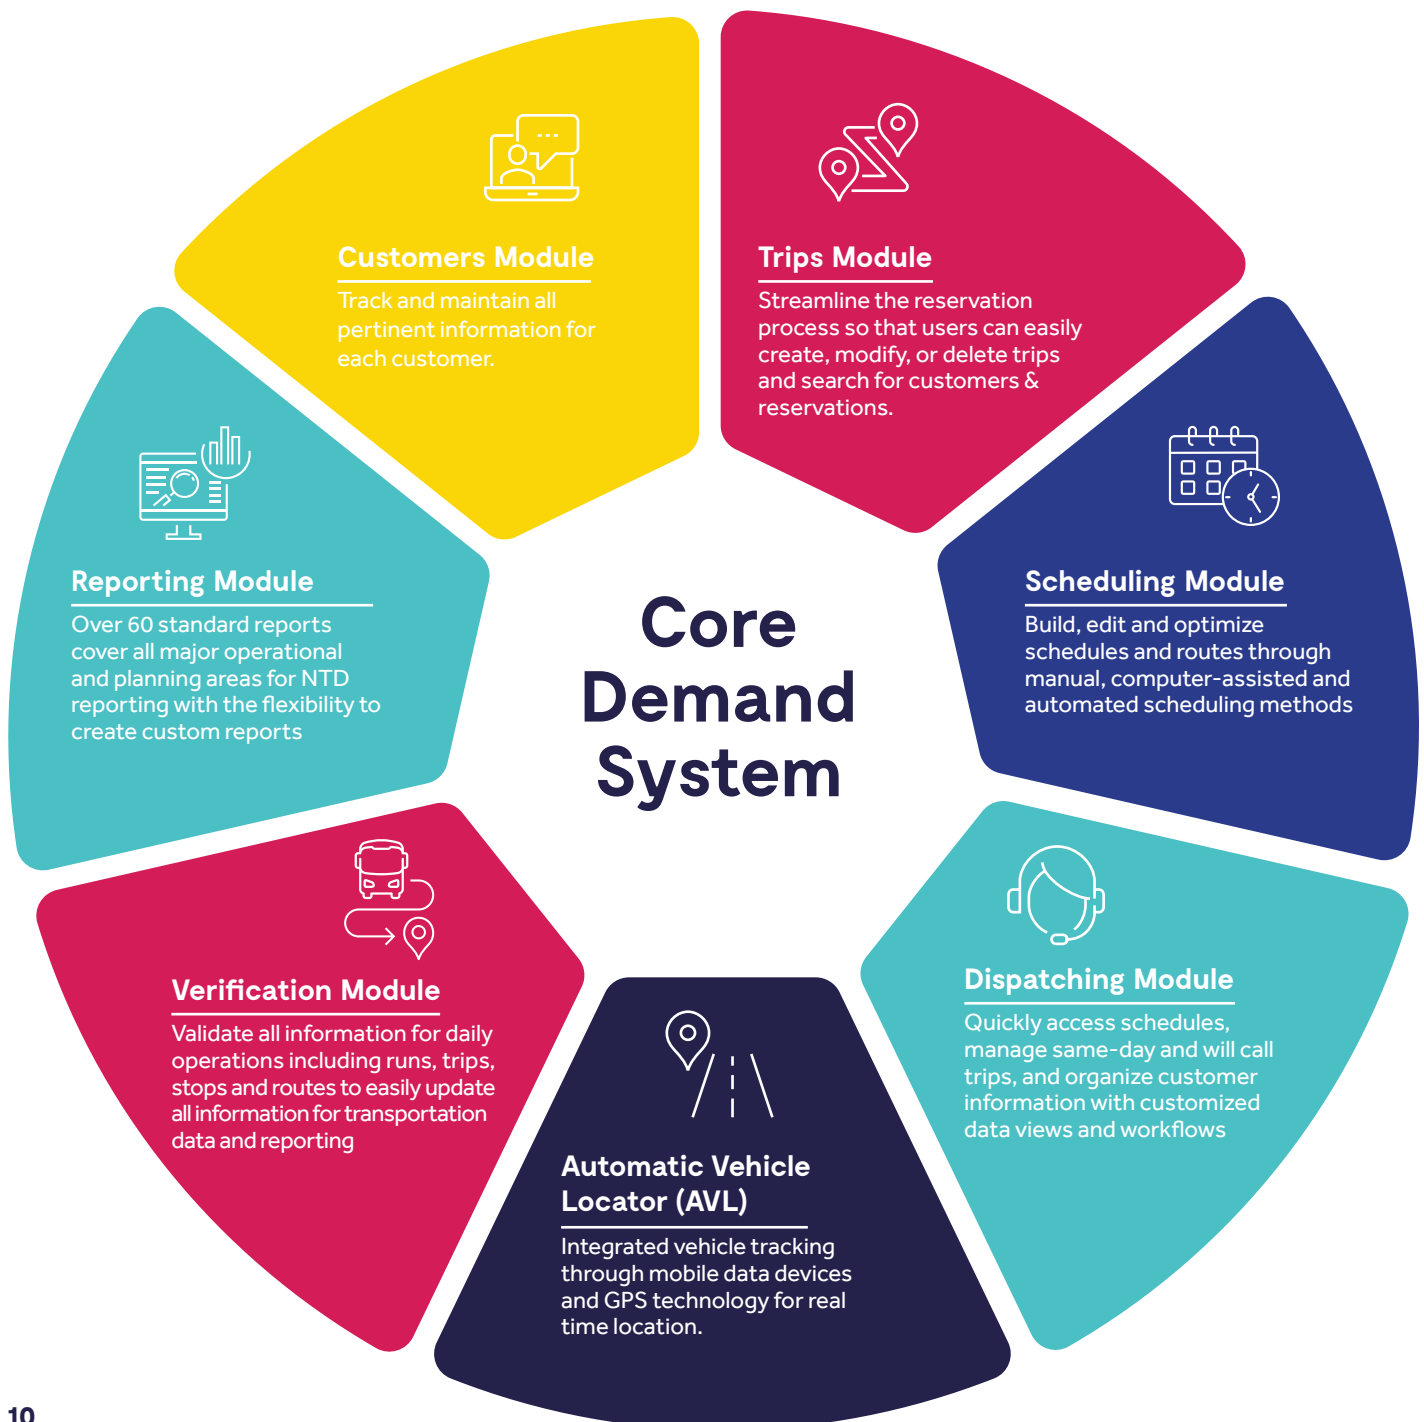 Customers Module
Track and maintain all
pertinent information for
each customer.
Trips Module
Streamline the reservation
process so that users can easily
create, modify, or delete trips
and search for customers &
reservations.
Scheduling Module
Build, edit and optimize
schedules and routes through
manual, computer-assisted and
automated scheduling methods
Dispatching Module
Quickly access schedules,
manage same-day and will call
trips, and organize customer
information with customized
data views and workflows
Automatic Vehicle
Locator (AVL)
Integrated vehicle tracking
through mobile data devices
and GPS technology for real
time location.
Verification Module
Validate all information for daily
operations including runs, trips,
stops and routes to easily update
all information for transportation
data and reporting
Reporting Module
Over 60 standard reports
cover all major operational
and planning areas for NTD
reporting with the flexibility to
create custom reports
Core
Demand
System
10